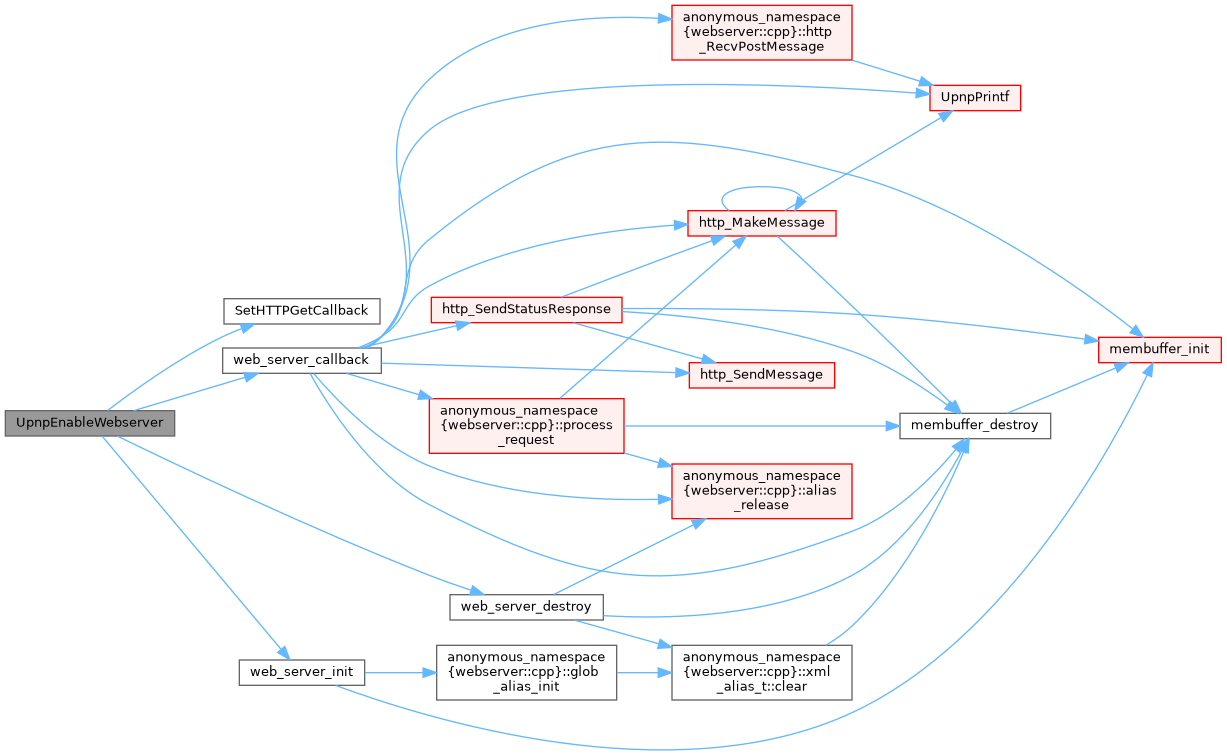 anonymous_namespace
{webserver::cpp}::http
_RecvPostMessage
UpnpPrintf
http_MakeMessage
SetHTTPGetCallback
http_SendStatusResponse
web_server_callback
membuffer_init
http_SendMessage
UpnpEnableWebserver
anonymous_namespace
{webserver::cpp}::process
_request
membuffer_destroy
anonymous_namespace
{webserver::cpp}::alias
_release
web_server_destroy
web_server_init
anonymous_namespace
{webserver::cpp}::glob
_alias_init
anonymous_namespace
{webserver::cpp}::xml
_alias_t::clear